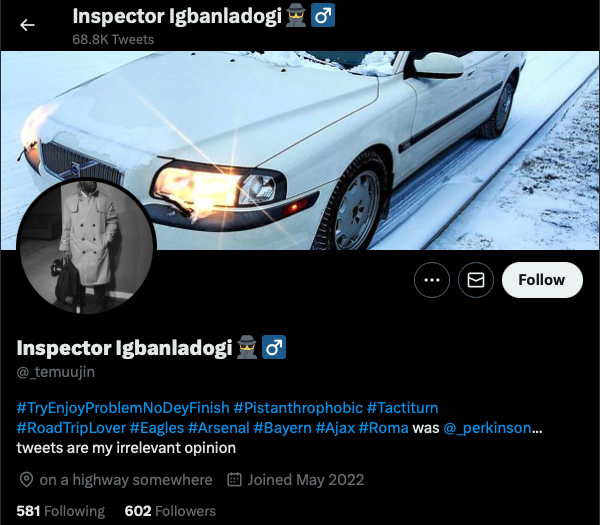 Inspector Igbanladogi🕵️♂
68.8K Tweets
Follow
Inspector Igbanladogi🕵️♂
@_temuujin
#TryEnjoyProblemNoDeyFinish #Pistanthrophobic #Tactiturn
#RoadTripLover #Eagles #Arsenal #Bayern #Ajax #Roma was @_perkinson...
tweets are my irrelevant opinion
on a highway somewhere Joined May 2022
581 Following 602 Followers